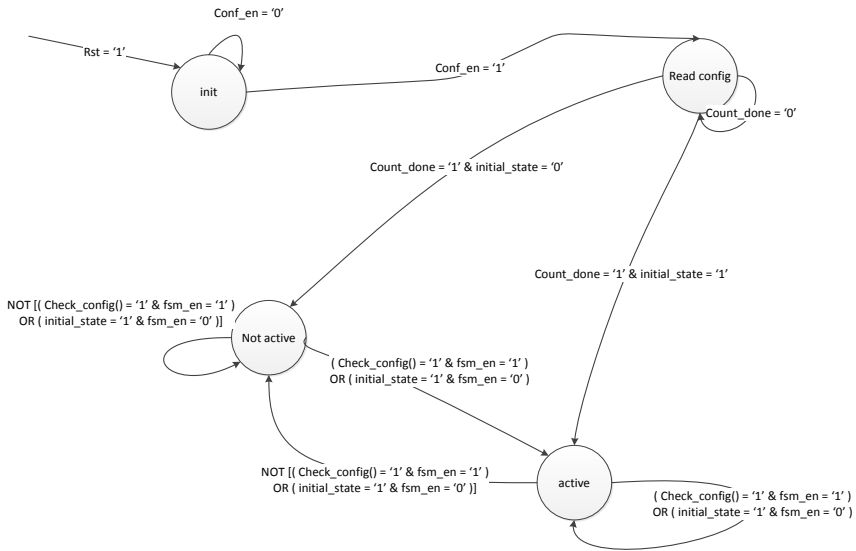 Conf_en = ‘0’
Rst = ‘1’
init
Conf_en = ‘1’
Read config
Count_done = ‘0’
Count_done = ‘1’ & initial_state = ‘0’
Count_done = ‘1’ & initial_state = ‘1’
NOT [( Check_config() = ‘1’ & fsm_en = ‘1’ )
OR ( initial_state = ‘1’ & fsm_en = ‘0’ )]
Not active
( Check_config() = ‘1’ & fsm_en = ‘1’ )
OR ( initial_state = ‘1’ & fsm_en = ‘0’ )
NOT [( Check_config() = ‘1’ & fsm_en = ‘1’ )
OR ( initial_state = ‘1’ & fsm_en = ‘0’ )]
active
( Check_config() = ‘1’ & fsm_en = ‘1’ )
OR ( initial_state = ‘1’ & fsm_en = ‘0’ )